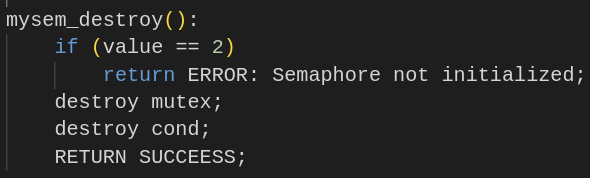 mysem_destroy():
if (value == 2)
return ERROR: Semaphore not initialized;
destroy mutex;
destroy cond;
RETURN SUCCEESS;